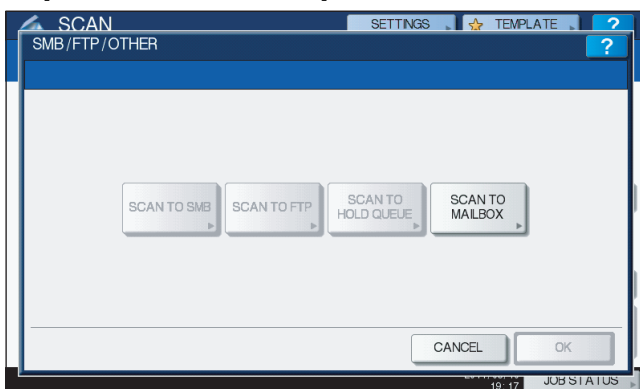 SCAN
SETTINGS
TEMPLATE
?
SMB/FTP/OTHER
?
SCAN TO SMB
SCAN TO FTP
SCAN TO
HOLD QUEUE
SCAN TO
MAILBOX
CANCEL
OK
19:17
JOB STATUS